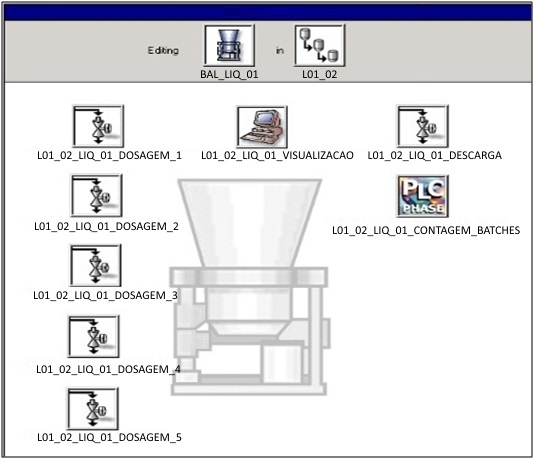 Editing
in
BAL_LIQ_01
L01_02
L01_02_LIQ_01_DOSAGEM_1
L01_02_LIQ_01_VISUALIZACAO
L01_02_LIQ_01_DESCARGA
L01_02_LIQ_01_DOSAGEM_2
PLC
PHASE
L01_02_LIQ_01_CONTAGEM_BATCHES
L01_02_LIQ_01_DOSAGEM_3
L01_02_LIQ_01_DOSAGEM_4
L01_02_LIQ_01_DOSAGEM_5